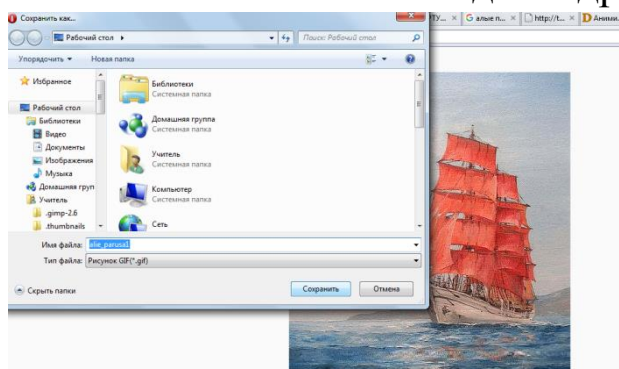 Сохранить как...
Рабочий стол
Поиск: Рабочий стол
Упорядочить
Новая папка
Избранное
Рабочий стол
Библиотеки
Видео
Документы
Изображения
Музыка
Домашняя груп
Учитель
.gimp-2.6
.thumbnails
Библиотеки
Системная папка
Домашняя группа
Системная папка
Учитель
Системная папка
Компьютер
Системная папка
Сеть
Имя файла: alie_parusa1
Тип файла: Рисунок GIF(*.gif)
Скрыть папки
Сохранить
Отмена
алые п...
http://t...
Аними.